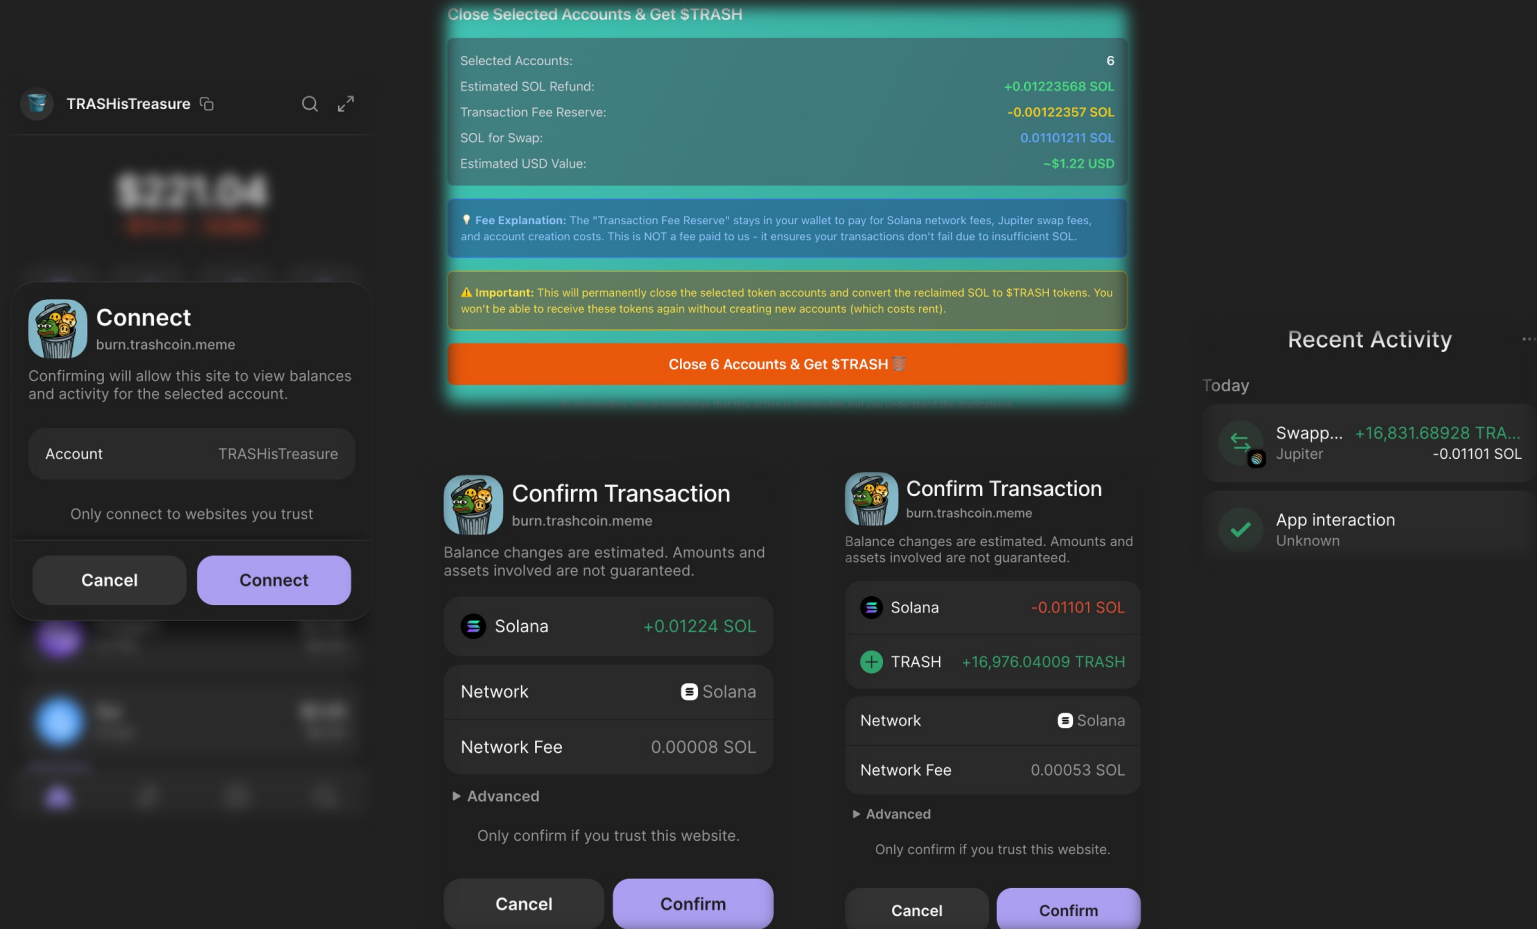 TRASHisTreasure
$221.04
Connect
burn.trashcoin.meme
Confirming will allow this site to view balances
and activity for the selected account.
Account TRASHisTreasure
Only connect to websites you trust
Cancel Connect
Close Selected Accounts & Get $TRASH
Selected Accounts: 6
Estimated SOL Refund: +0.01223568 SOL
Transaction Fee Reserve: -0.00122357 SOL
SOL for Swap: 0.01101211 SOL
Estimated USD Value: ~$1.22 USD
💡 Fee Explanation: The "Transaction Fee Reserve" stays in your wallet to pay for Solana network fees, Jupiter swap fees,
and account creation costs. This is NOT a fee paid to us - it ensures your transactions don't fail due to insufficient SOL.
⚠️ Important: This will permanently close the selected token accounts and convert the reclaimed SOL to $TRASH tokens. You
won't be able to receive these tokens again without creating new accounts (which costs rent).
Close 6 Accounts & Get $TRASH 🗑️
Confirm Transaction
burn.trashcoin.meme
Balance changes are estimated. Amounts and
assets involved are not guaranteed.
Solana +0.01224 SOL
Network Solana
Network Fee 0.00008 SOL
Advanced
Only confirm if you trust this website.
Cancel Confirm
Confirm Transaction
burn.trashcoin.meme
Balance changes are estimated. Amounts and
assets involved are not guaranteed.
Solana -0.01101 SOL
TRASH +16,976.04009 TRASH
Network Solana
Network Fee 0.00053 SOL
Advanced
Only confirm if you trust this website.
Cancel Confirm
Recent Activity ...
Today
Swapp... +16,831.68928 TRA...
Jupiter -0.01101 SOL
App interaction
Unknown